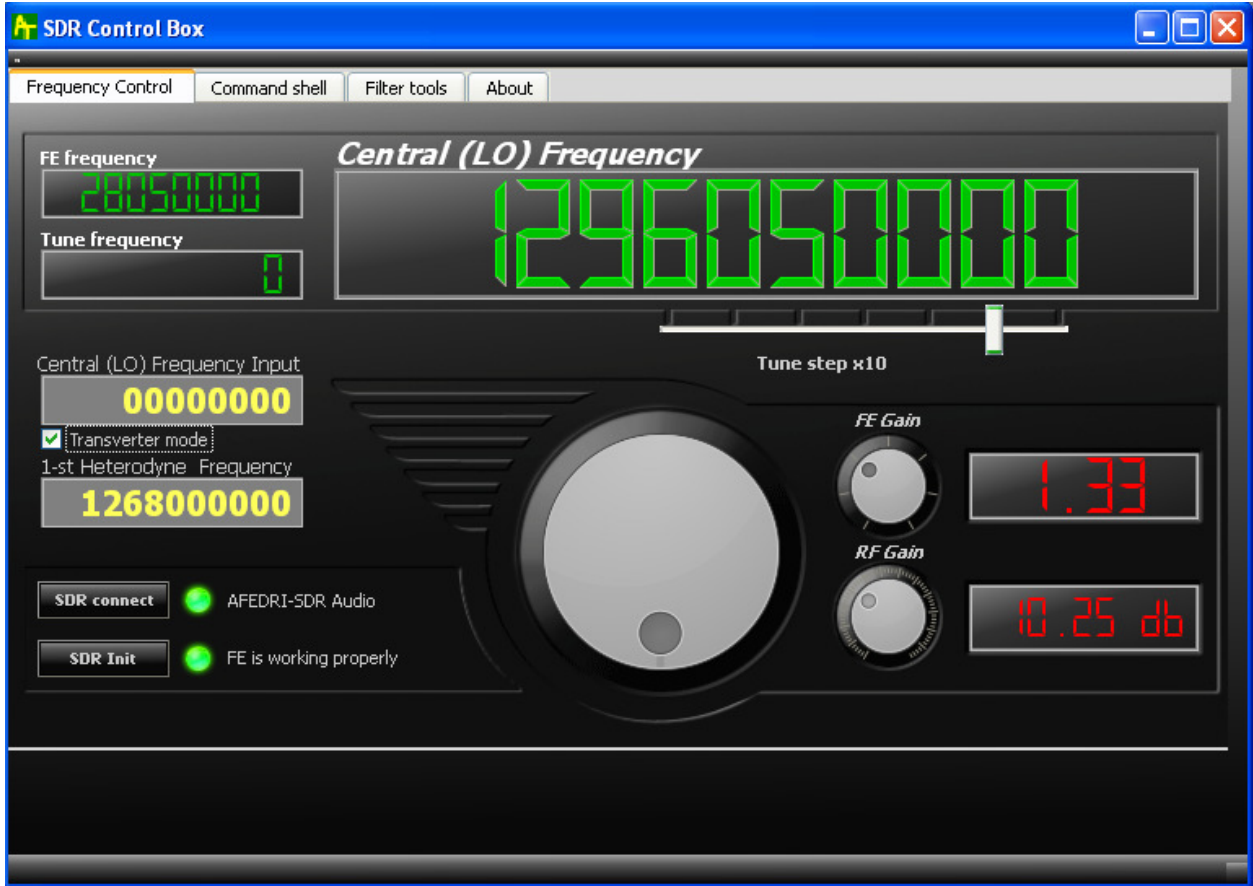 SDR Control Box
Frequency Control Command shell Filter tools About
FE frequency
28050000
Tune frequency
0
Central (LO) Frequency
1296050000
Tune step x10
Central (LO) Frequency Input
00000000
Transverter mode
1-st Heterodyne Frequency
1268000000
FE Gain
1.33
RF Gain
10.25 db
SDR connect AFEDRI-SDR Audio
SDR Init FE is working properly